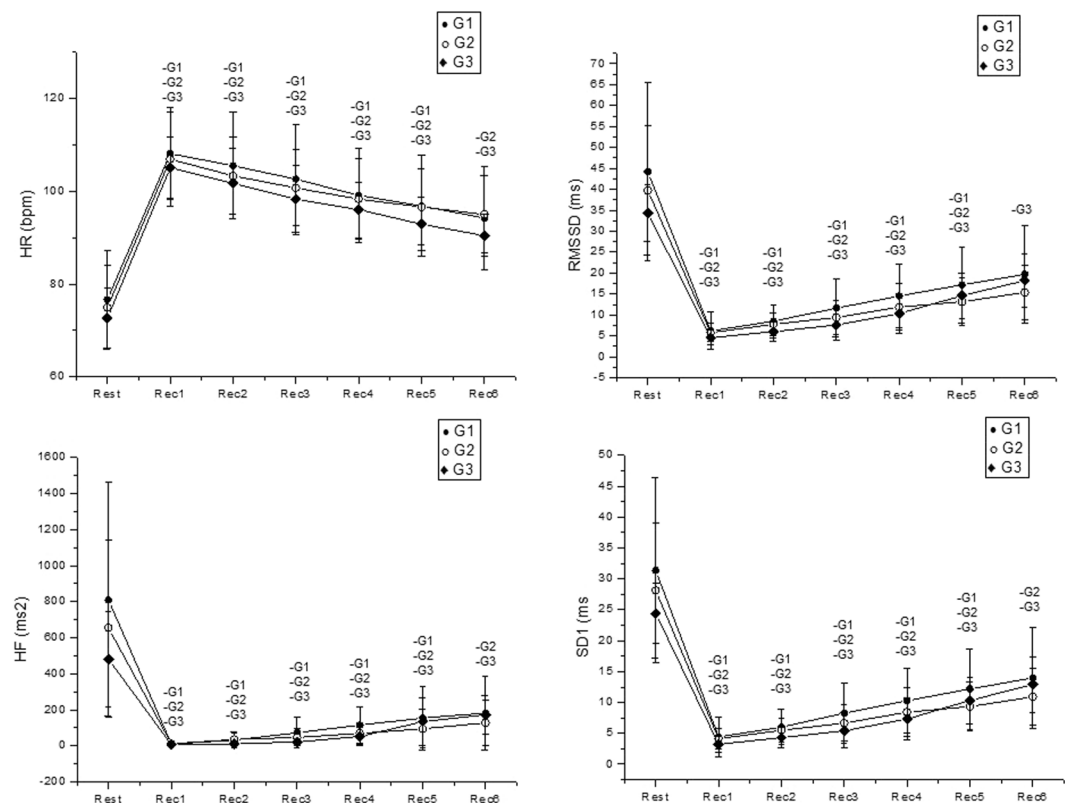 G1
G2
G3
HR (bpm)
120
100
80
60
-G1
-G2
-G3
-G1
-G2
-G3
-G1
-G2
-G3
-G1
-G2
-G3
-G1
-G2
-G3
-G2
-G3
Rest Rec1 Rec2 Rec3 Rec4 Rec5 Rec6
G1
G2
G3
RMSSD (ms)
70
65
60
55
50
45
40
35
30
25
20
15
10
5
0
-5
-G1
-G2
-G3
-G1
-G2
-G3
-G1
-G2
-G3
-G1
-G2
-G3
-G1
-G2
-G3
-G3
Rest Rec1 Rec2 Rec3 Rec4 Rec5 Rec6
G1
G2
G3
HF (ms2)
1600
1400
1200
1000
800
600
400
200
0
-200
-G1
-G2
-G3
-G1
-G2
-G3
-G1
-G2
-G3
-G1
-G2
-G3
-G1
-G2
-G3
-G2
-G3
Rest Rec1 Rec2 Rec3 Rec4 Rec5 Rec6
G1
G2
G3
SD1 (ms
50
45
40
35
30
25
20
15
10
5
0
-G1
-G2
-G3
-G1
-G2
-G3
-G1
-G2
-G3
-G1
-G2
-G3
-G1
-G2
-G3
-G2
-G3
Rest Rec1 Rec2 Rec3 Rec4 Rec5 Rec6